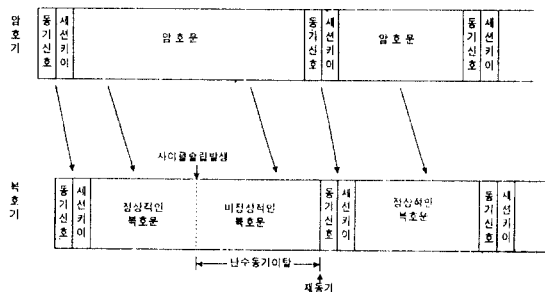 암호기
동기신호
세션키이
암호문
동기신호
세션키이
암호문
동기신호
세션키이
사이클슬립발생
복호기
동기신호
세션키이
정상적인
복호문
비정상적인
복호문
동기신호
세션키이
정상적인
복호문
동기신호
세션키이
난수동기이탈
재동기